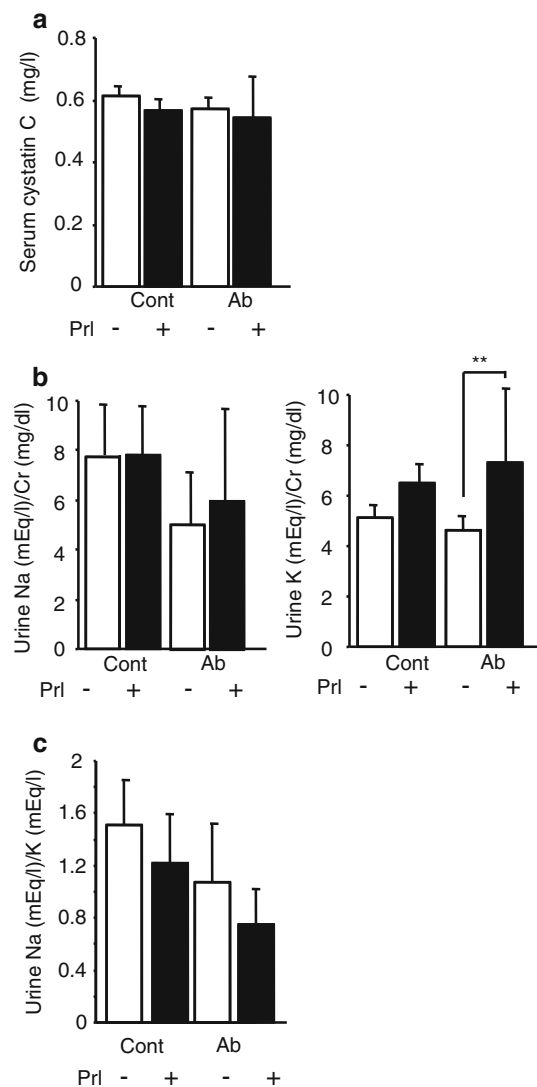 a
Serum cystatin C (mg/l)
0.8
0.6
0.4
0.2
0
Cont Ab
Prl - + - +
b
Urine Na (mEq/l)/Cr (mg/dl)
10
8
6
4
2
0
Cont Ab
Prl - + - +
Urine K (mEq/l)/Cr (mg/dl)
10
8
6
4
2
0
**
Cont Ab
Prl - + - +
c
Urine Na (mEq/l)/K (mEq/l)
2
1.6
1.2
0.8
0.4
0
Cont Ab
Prl - + - +